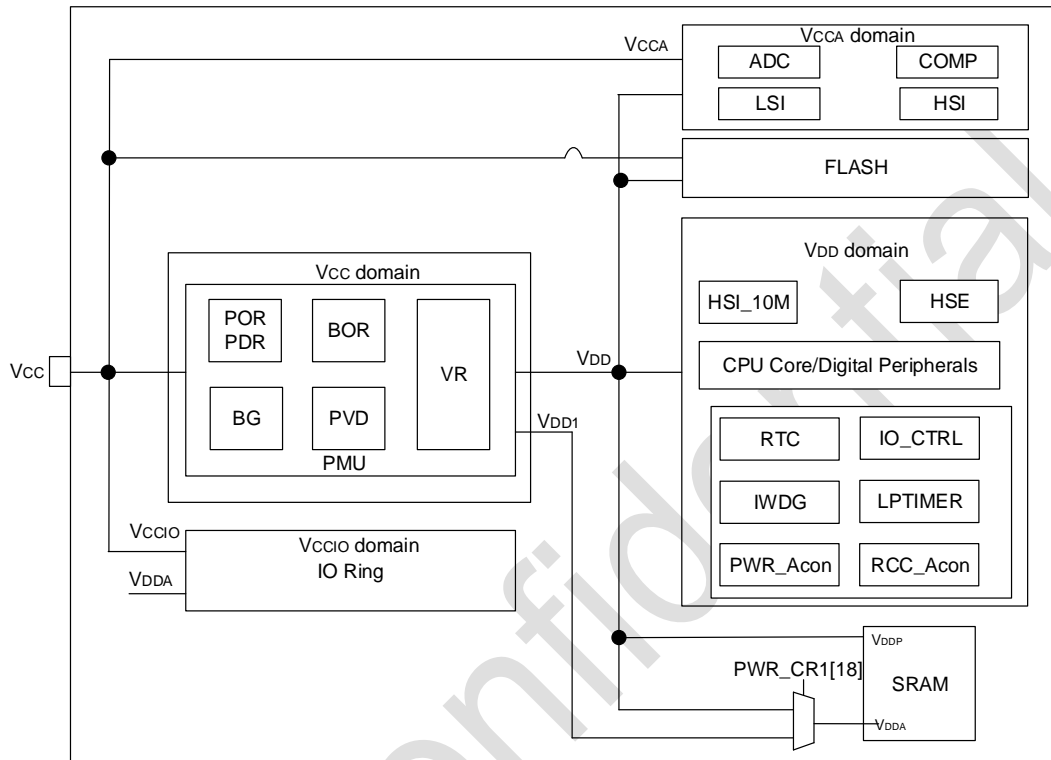 VCCA
VCCA domain
ADC
COMP
LSI
HSI
FLASH
VCC domain
POR
PDR
BOR
VR
BG
PVD
PMU
VCC
VDD
VDD1
VDD domain
HSI_10M
HSE
CPU Core/Digital Peripherals
RTC
IO_CTRL
IWDG
LPTIMER
PWR_Acon
RCC_Acon
VCCIO
VDDA
VCCIO domain
IO Ring
PWR_CR1[18]
VDDP
SRAM
VDDA